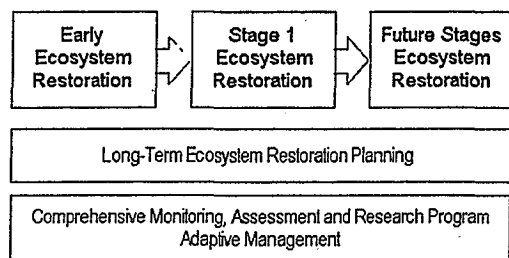 Early
Ecosystem
Restoration
Stage 1
Ecosystem
Restoration
Future Stages
Ecosystem
Restoration
Long-Term Ecosystem Restoration Planning
Comprehensive Monitoring, Assessment and Research Program
Adaptive Management